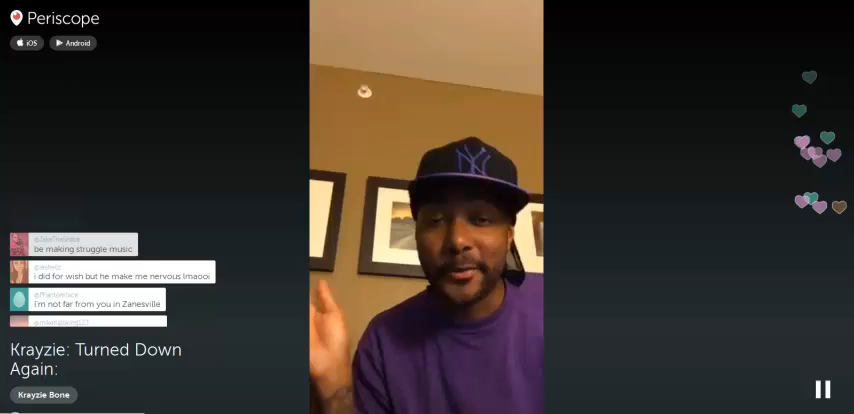 Periscope
iOS
Android
be making struggle music
i did for wish but he make me nervous lmaooi
I'm not far from you in Zanesville
Krayzie: Turned Down
Again:
Krayzie Bone
NY